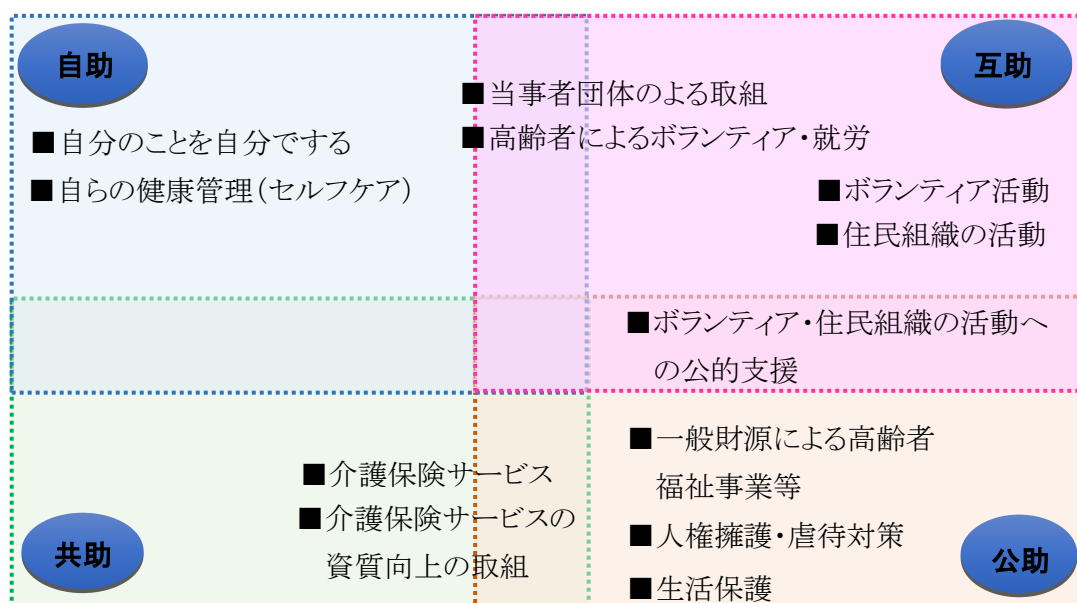 自助
■自分のことを自分でする
■自らの健康管理(セルフケア)
■当事者団体のよる取組
■高齢者によるボランティア・就労
互助
■ボランティア活動
■住民組織の活動
■ボランティア・住民組織の活動へ
の公的支援
■介護保険サービス
■介護保険サービスの
資質向上の取組
共助
■一般財源による高齢者
福祉事業等
■人権擁護・虐待対策
■生活保護
公助